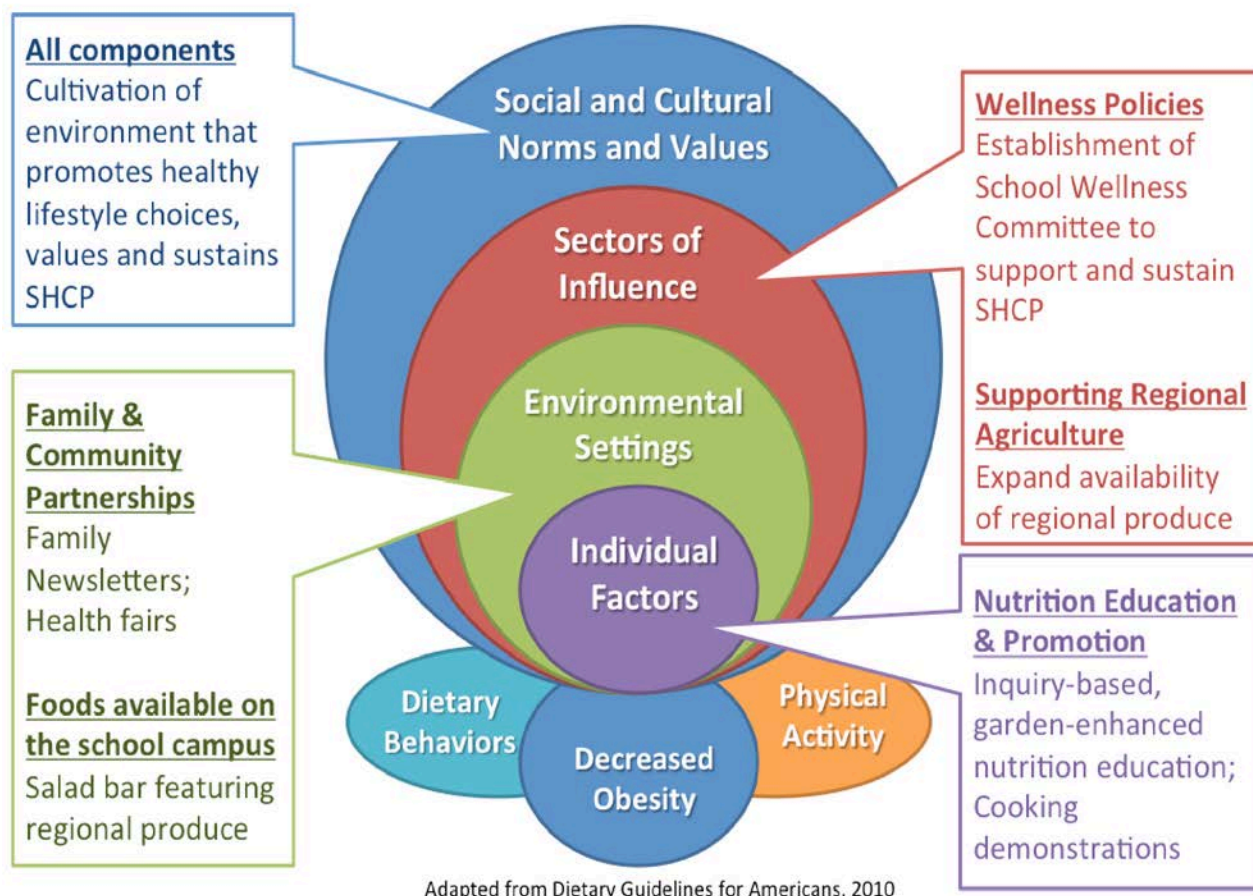 All components
Cultivation of
environment that
promotes healthy
lifestyle choices,
values and sustains
SHCP
Family &
Community
Partnerships
Family
Newsletters;
Health fairs
Foods available on
the school campus
Salad bar featuring
regional produce
Social and Cultural
Norms and Values
Sectors of
Influence
Environmental
Settings
Individual
Factors
Dietary
Behaviors
Decreased
Obesity
Physical
Activity
Wellness Policies
Establishment of
School Wellness
Committee to
support and sustain
SHCP
Supporting Regional
Agriculture
Expand availability
of regional produce
Nutrition Education
& Promotion
Inquiry-based,
garden-enhanced
nutrition education;
Cooking
demonstrations
Adapted from Dietary Guidelines for Americans, 2010